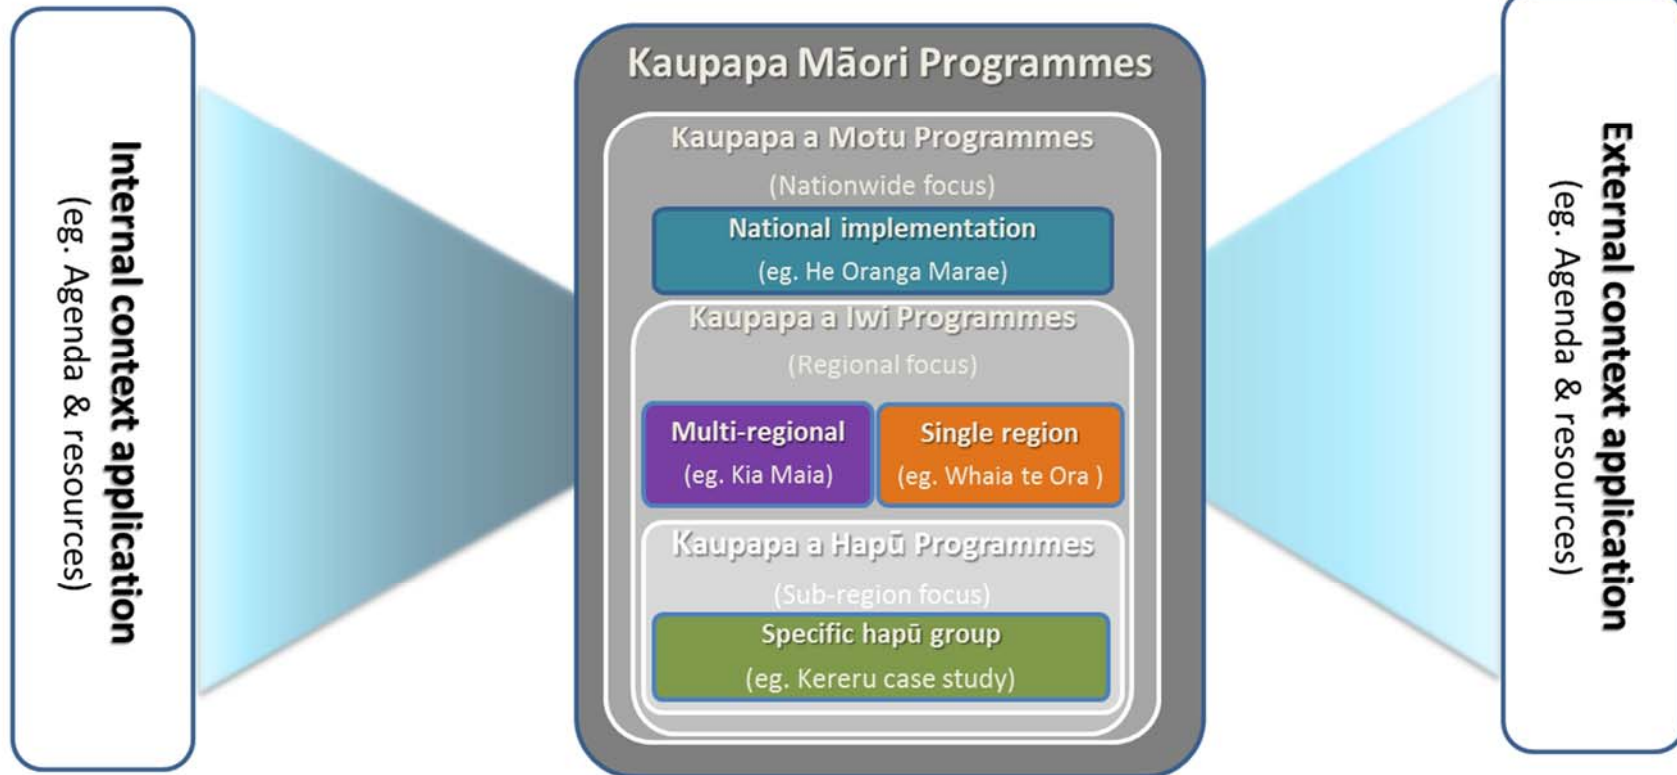 Internal context application
(eg. Agenda & resources)
Kaupapa Māori Programmes
Kaupapa a Motu Programmes
(Nationwide focus)
National implementation
(eg. He Oranga Marae)
Kaupapa a Iwi Programmes
(Regional focus)
Multi-regional
(eg. Kia Maia)
Single region
(eg. Whaia te Ora )
Kaupapa a Hapū Programmes
(Sub-region focus)
Specific hapū group
(eg. Kereru case study)
External context application
(eg. Agenda & resources)